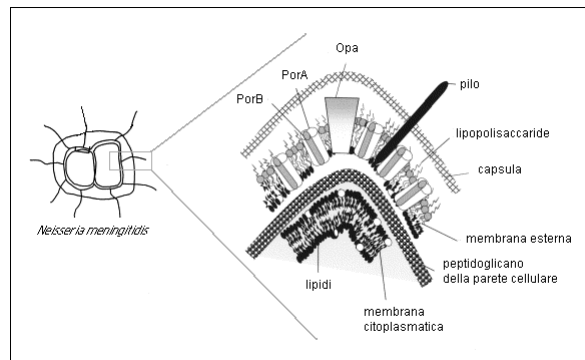 Opa
PorA
pilo
PorB
lipopolisaccaride
capsula
Neisseria meningitidis
membrana esterna
peptidoglicano
della parete cellulare
lipidi
membrana
citoplasmatica